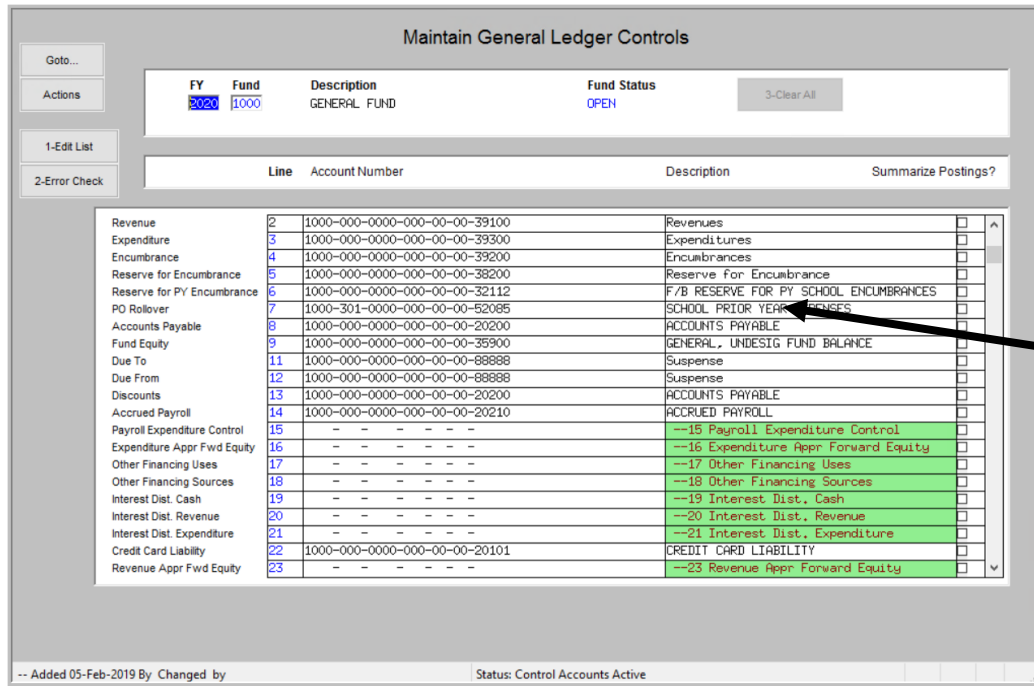 Maintain General Ledger Controls
Goto...
Actions
1-Edit List
2-Error Check
FY Fund Description Fund Status
2020 1000 GENERAL FUND OPEN
3-Clear All
Line Account Number Description Summarize Postings?
Revenue 2 1000-000-0000-000-00-00-39100 Revenues
Expenditure 3 1000-000-0000-000-00-00-39300 Expenditures
Encumbrance 4 1000-000-0000-000-00-00-39200 Encumbrances
Reserve for Encumbrance 5 1000-000-0000-000-00-00-38200 Reserve for Encumbrance
Reserve for PY Encumbrance 6 1000-000-0000-000-00-00-32112 F/B RESERVE FOR PY SCHOOL ENCUMBRANCES
PO Rollover 7 1000-301-0000-000-00-00-52085 SCHOOL PRIOR YEAR
Accounts Payable 8 1000-000-0000-000-00-00-20200 ACCOUNTS PAYABLE
Fund Equity 9 1000-000-0000-000-00-00-35900 GENERAL, UNDESIG FUND BALANCE
Due To 11 1000-000-0000-000-00-00-88888 Suspense
Due From 12 1000-000-0000-000-00-00-88888 Suspense
Discounts 13 1000-000-0000-000-00-00-20200 ACCOUNTS PAYABLE
Accrued Payroll 14 1000-000-0000-000-00-00-20210 ACCRUED PAYROLL
Payroll Expenditure Control 15 - - - - - - --15 Payroll Expenditure Control
Expenditure Appr Fwd Equity 16 - - - - - - --16 Expenditure Appr Forward Equity
Other Financing Uses 17 - - - - - - --17 Other Financing Uses
Other Financing Sources 18 - - - - - - --18 Other Financing Sources
Interest Dist. Cash 19 - - - - - - --19 Interest Dist. Cash
Interest Dist. Revenue 20 - - - - - - --20 Interest Dist. Revenue
Interest Dist. Expenditure 21 - - - - - - --21 Interest Dist. Expenditure
Credit Card Liability 22 1000-000-0000-000-00-00-20101 CREDIT CARD LIABILITY
Revenue Appr Fwd Equity 23 - - - - - - --23 Revenue Appr Forward Equity
-- Added 05-Feb-2019 By Changed by Status: Control Accounts Active